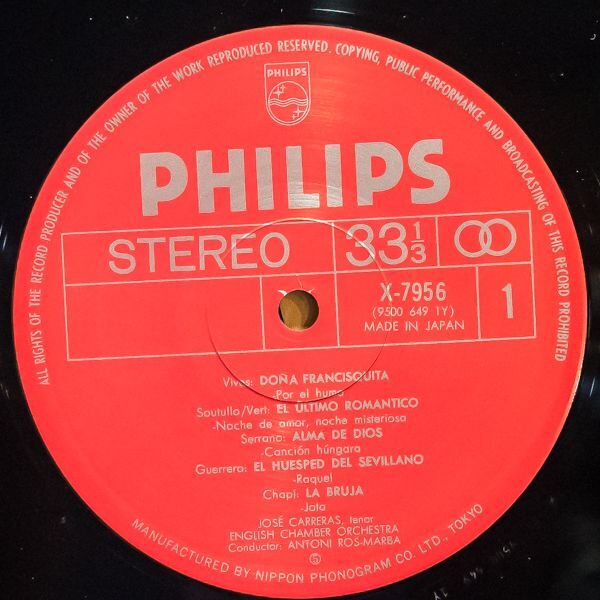 ALL RIGHTS OF THE RECORD PRODUCER AND OF THE OWNER OF THE WORK REPRODUCED RESERVED. COPYING, PUBLIC PERFORMANCE AND BROADCASTING OF THIS RECORD PROHIBITED
PHILIPS
PHILIPS
STEREO
33 1/3
X-7956
(9500 649 1Y)
MADE IN JAPAN
1
Vives: DOÑA FRANCISQUITA
-Por el humo
Soutullo/Vert: EL ULTIMO ROMANTICO
-Noche de amor, noche misteriosa
Serrano: ALMA DE DIOS
-Canción húngara
Guerrero: EL HUESPED DEL SEVILLANO
-Raquel
Chapí: LA BRUJA
-Jota
JOSÉ CARRERAS, tenor
ENGLISH CHAMBER ORCHESTRA
Conductor: ANTONI ROS-MARBA
MANUFACTURED BY NIPPON PHONOGRAM CO. LTD., TOKYO